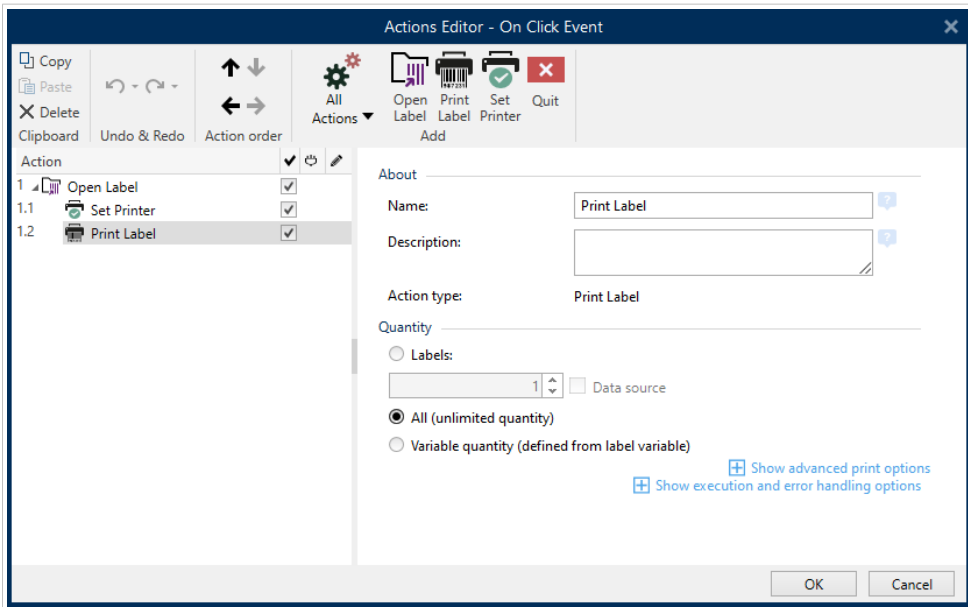 Actions Editor - On Click Event
Copy
Paste
Delete
Clipboard
Undo & Redo
Action order
All
Actions
Open
Label
Print
Label
Set
Printer
Quit
Add
Action
1 Open Label
1.1 Set Printer
1.2 Print Label
About
Name: Print Label
Description:
Action type: Print Label
Quantity
Labels:
1 Data source
All (unlimited quantity)
Variable quantity (defined from label variable)
Show advanced print options
Show execution and error handling options
OK Cancel